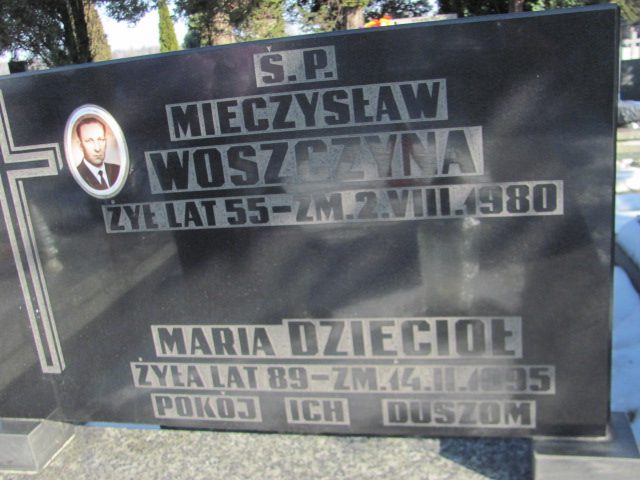 Ś. P.
MIECZYSŁAW
WOSZCZYNA
ŻYŁ LAT 55 – ZM. 2.VIII.1980
MARIA DZIĘCIOŁ
ŻYŁA LAT 89 – ZM. 14.II.1995
POKÓJ ICH DUSZOM